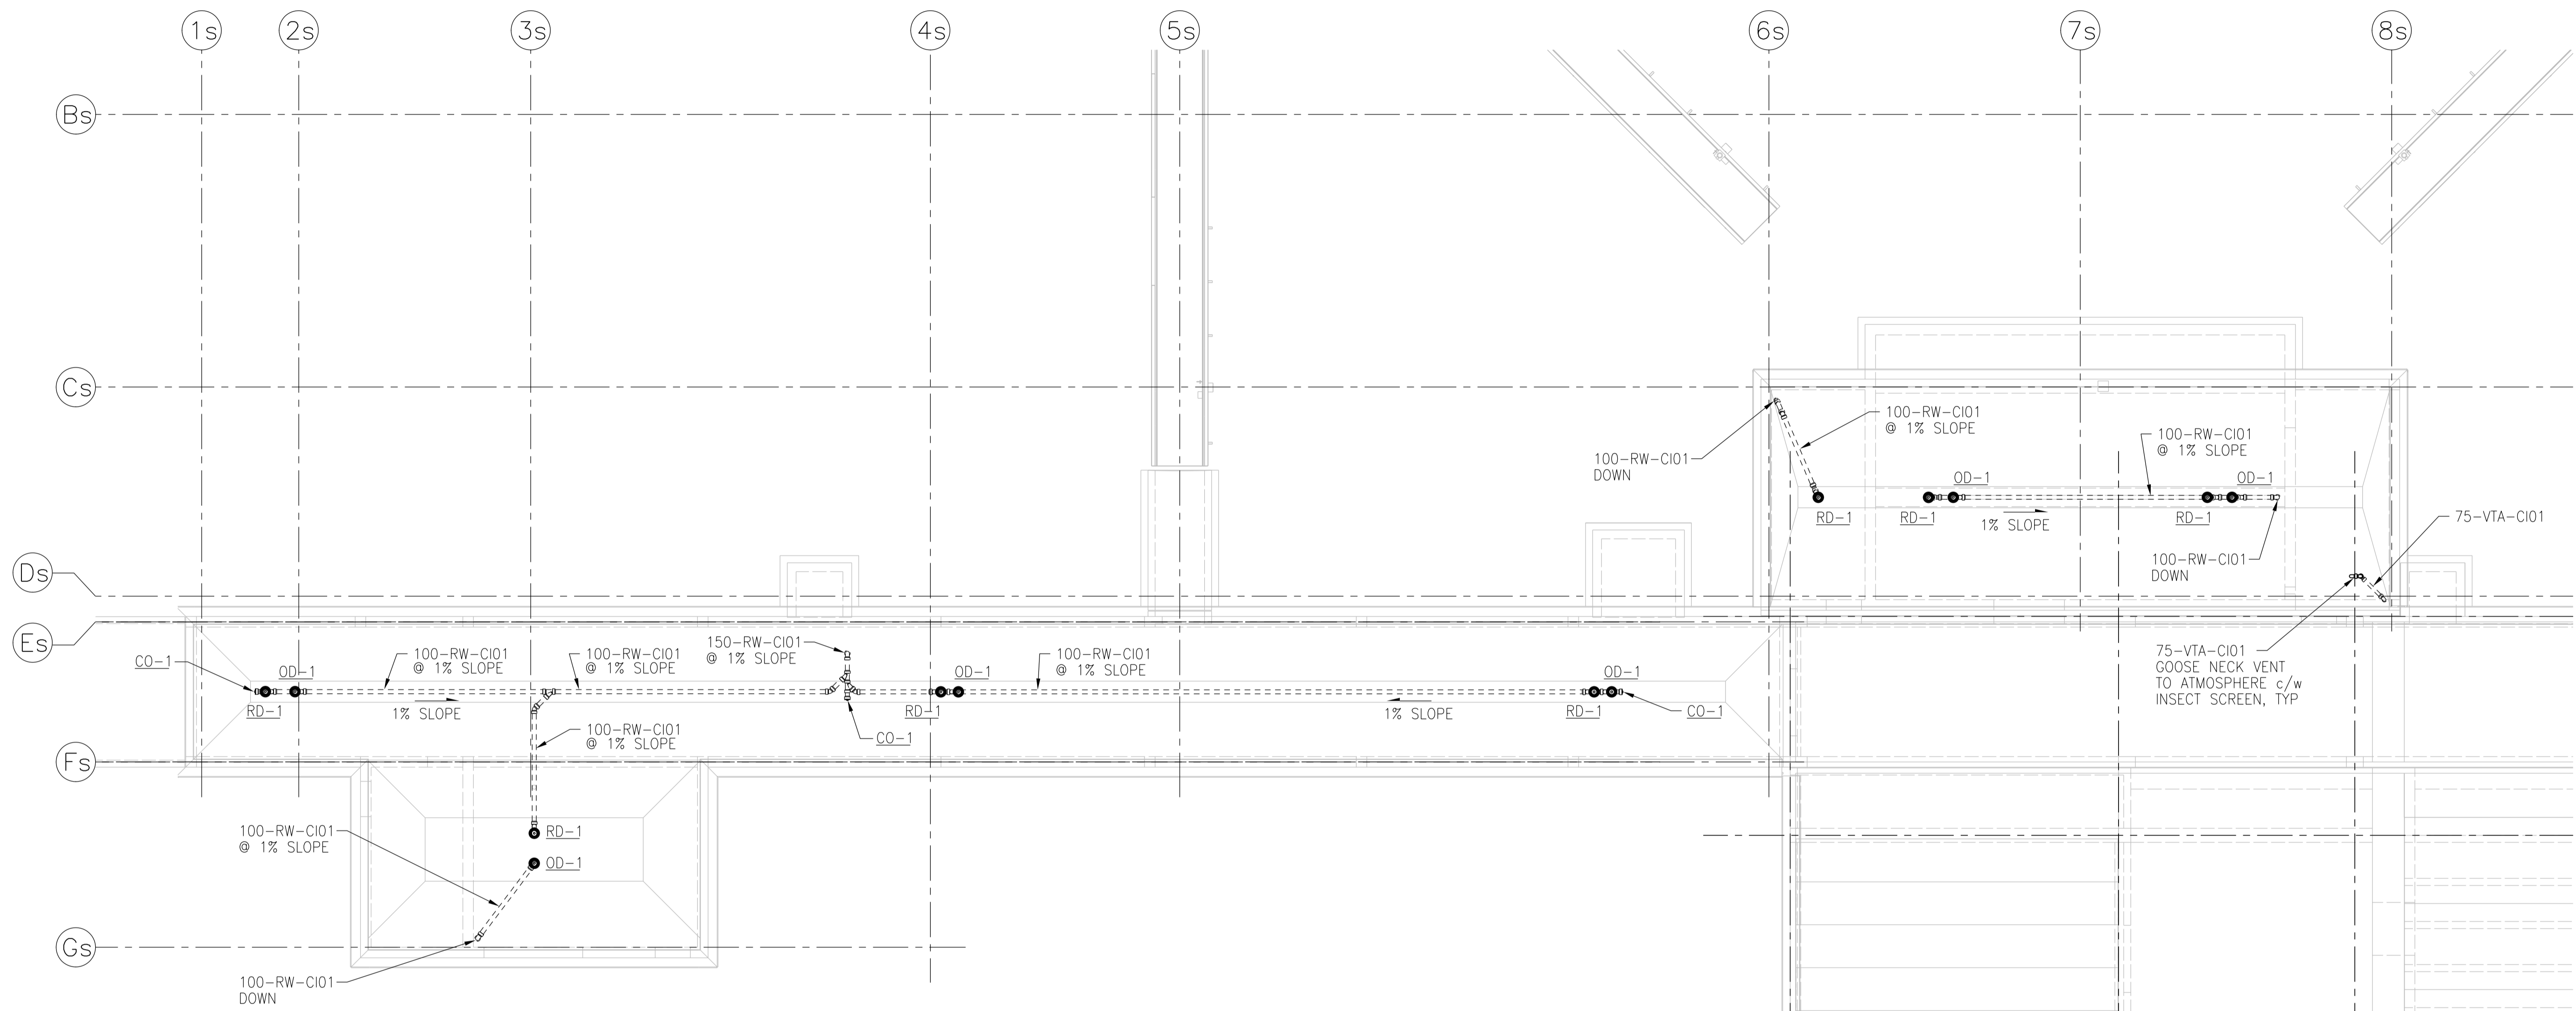 1s
2s
3s
4s
5s
6s
7s
8s
Bs
Cs
Ds
Es
Fs
Gs
100-RW-CI01
@ 1% SLOPE
100-RW-CI01
DOWN
100-RW-CI01
@ 1% SLOPE
OD-1
OD-1
RD-1
RD-1
1% SLOPE
RD-1
75-VTA-CI01
100-RW-CI01
DOWN
75-VTA-CI01
GOOSE NECK VENT
TO ATMOSPHERE c/w
INSECT SCREEN, TYP
CO-1
OD-1
RD-1
100-RW-CI01
@ 1% SLOPE
1% SLOPE
100-RW-CI01
@ 1% SLOPE
150-RW-CI01
@ 1% SLOPE
OD-1
RD-1
100-RW-CI01
@ 1% SLOPE
1% SLOPE
OD-1
RD-1
CO-1
CO-1
100-RW-CI01
@ 1% SLOPE
RD-1
OD-1
100-RW-CI01
@ 1% SLOPE
100-RW-CI01
DOWN